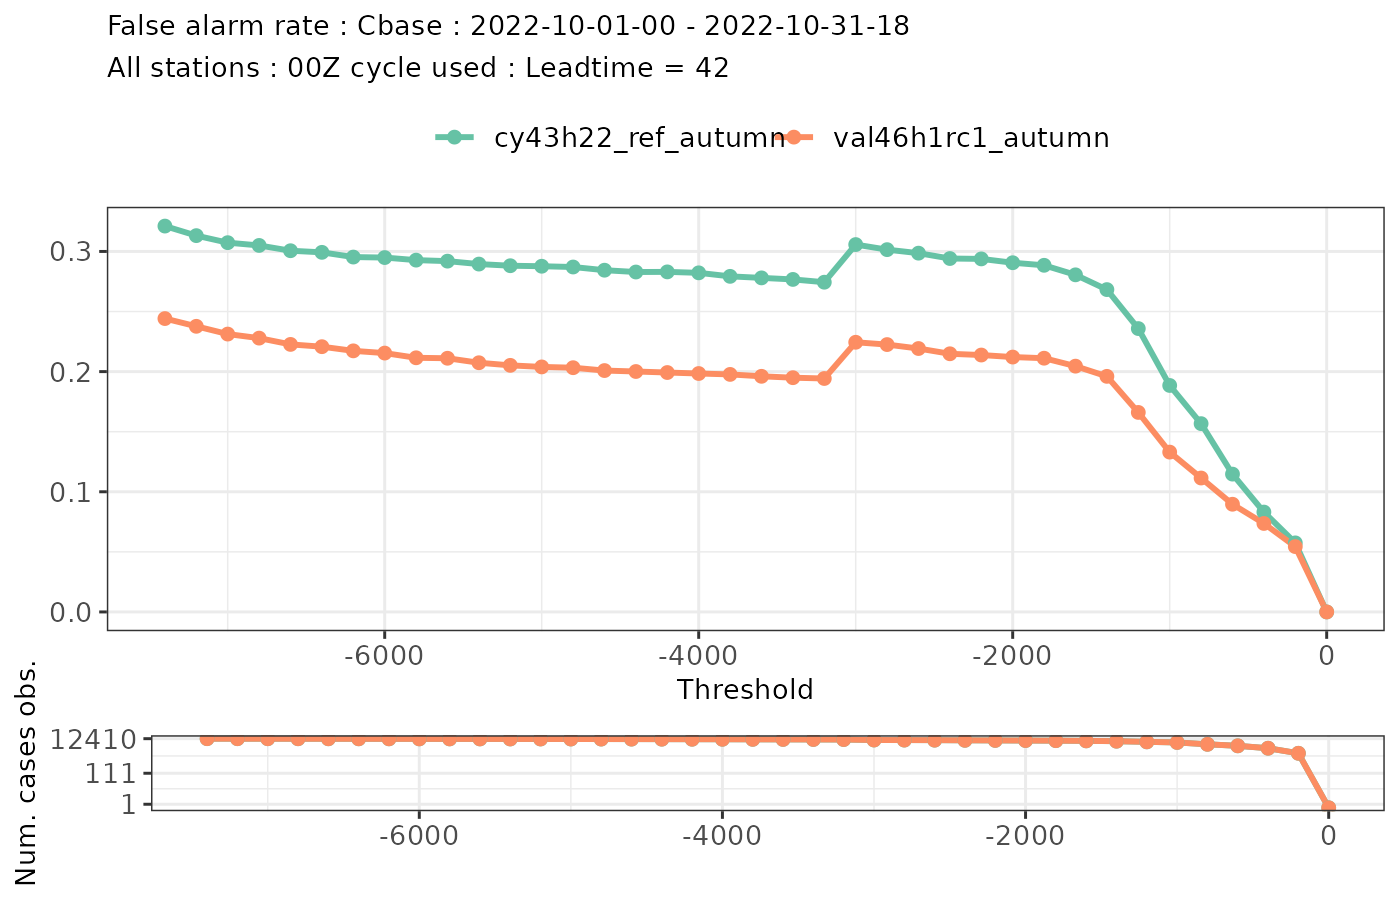 False alarm rate : Cbase : 2022-10-01-00 - 2022-10-31-18
All stations : 00Z cycle used : Leadtime = 42
cy43h22_ref_autumn val46h1rc1_autumn
0.3
0.2
0.1
0.0
-6000 -4000 -2000 0
Threshold
Num. cases obs.
12410
111
1
-6000 -4000 -2000 0